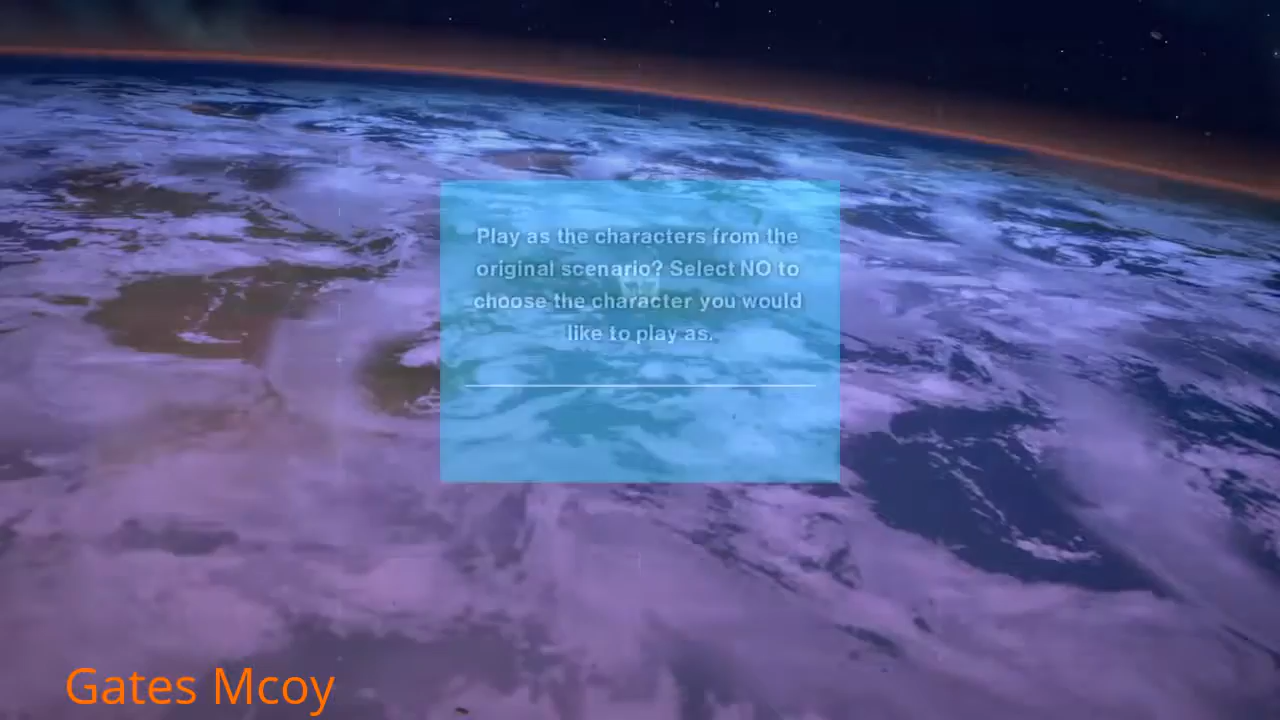 Play as the characters from the
original scenario? Select NO to
choose the character you would
like to play as.
Gates Mcoy